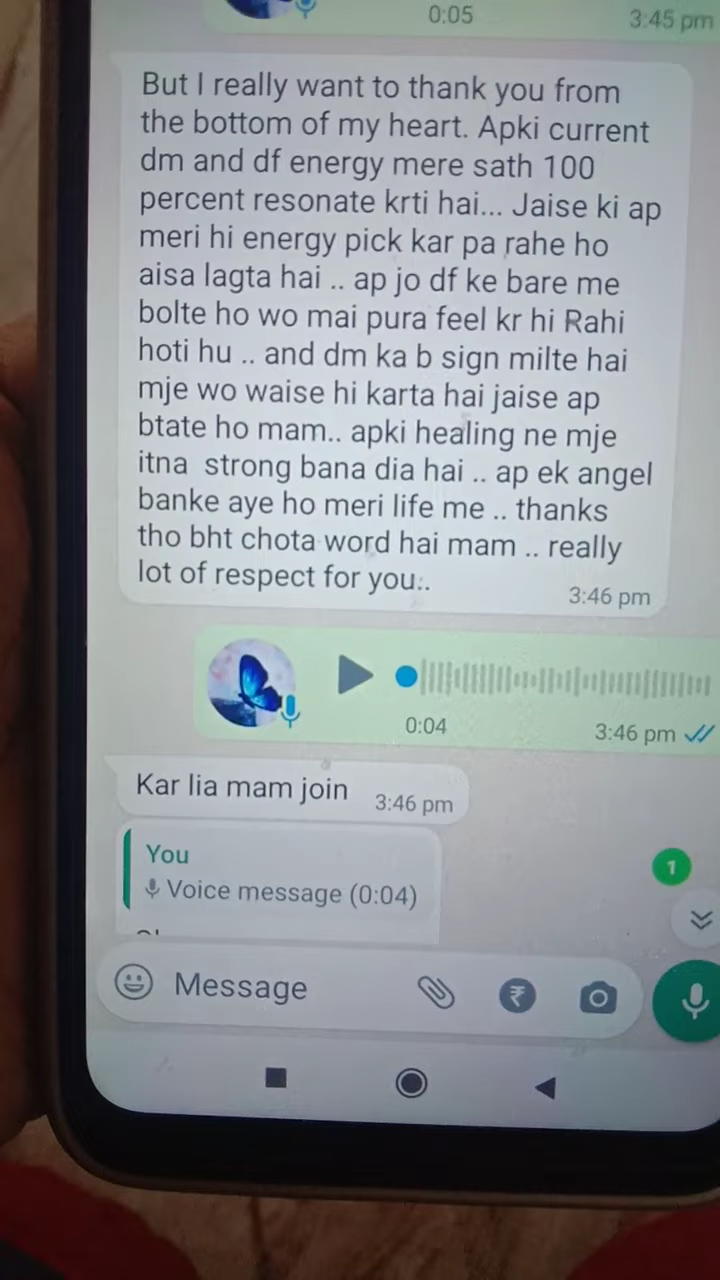 0:05 3:45 pm
But I really want to thank you from
the bottom of my heart. Apki current
dm and df energy mere sath 100
percent resonate krti hai... Jaise ki ap
meri hi energy pick kar pa rahe ho
aisa lagta hai .. ap jo df ke bare me
bolte ho wo mai pura feel kr hi Rahi
hoti hu .. and dm ka b sign milte hai
mje wo waise hi karta hai jaise ap
btate ho mam.. apki healing ne mje
itna strong bana dia hai .. ap ek angel
banke aye ho meri life me .. thanks
tho bht chota word hai mam .. really
lot of respect for you..
3:46 pm
0:04 3:46 pm
Kar lia mam join 3:46 pm
You
Voice message (0:04)
1
Message